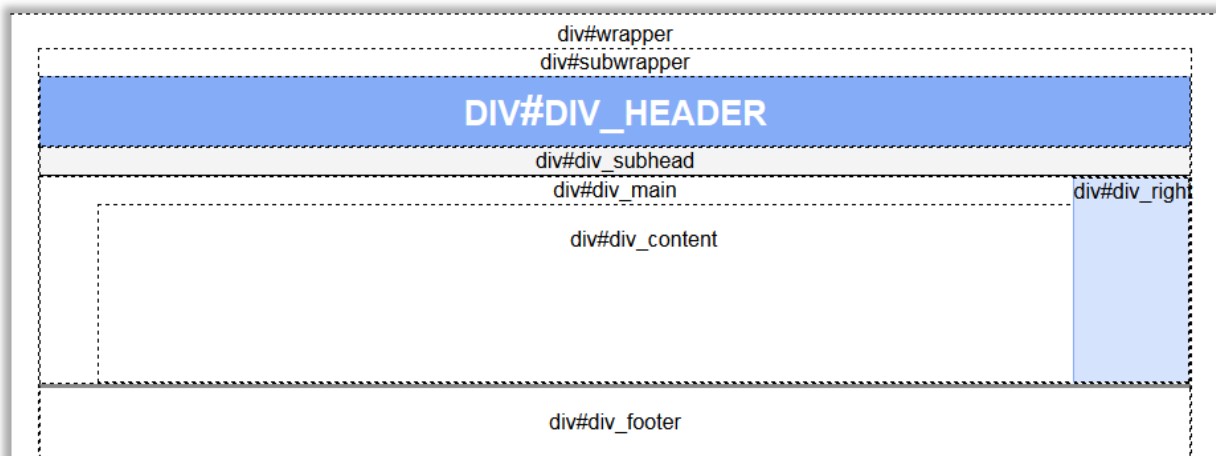 div#wrapper
div#subwrapper
DIV#DIV_HEADER
div#div_subhead
div#div_main
div#div_right
div#div_content
div#div_footer